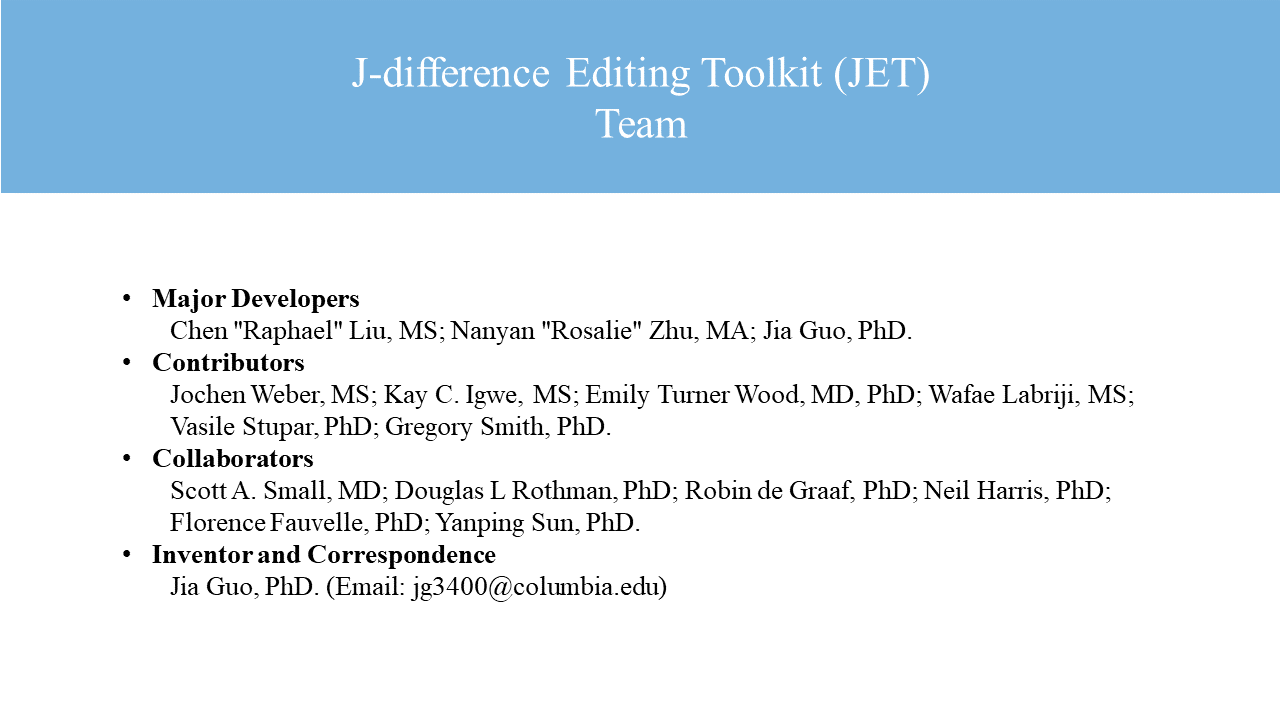 J-difference Editing Toolkit (JET)
Team
• Major Developers
Chen "Raphael" Liu, MS; Nanyan "Rosalie" Zhu, MA; Jia Guo, PhD.
• Contributors
Jochen Weber, MS; Kay C. Igwe, MS; Emily Turner Wood, MD, PhD; Wafae Labriji, MS;
Vasile Stupar, PhD; Gregory Smith, PhD.
• Collaborators
Scott A. Small, MD; Douglas L Rothman, PhD; Robin de Graaf, PhD; Neil Harris, PhD;
Florence Fauvelle, PhD; Yanping Sun, PhD.
• Inventor and Correspondence
Jia Guo, PhD. (Email: jg3400@columbia.edu)